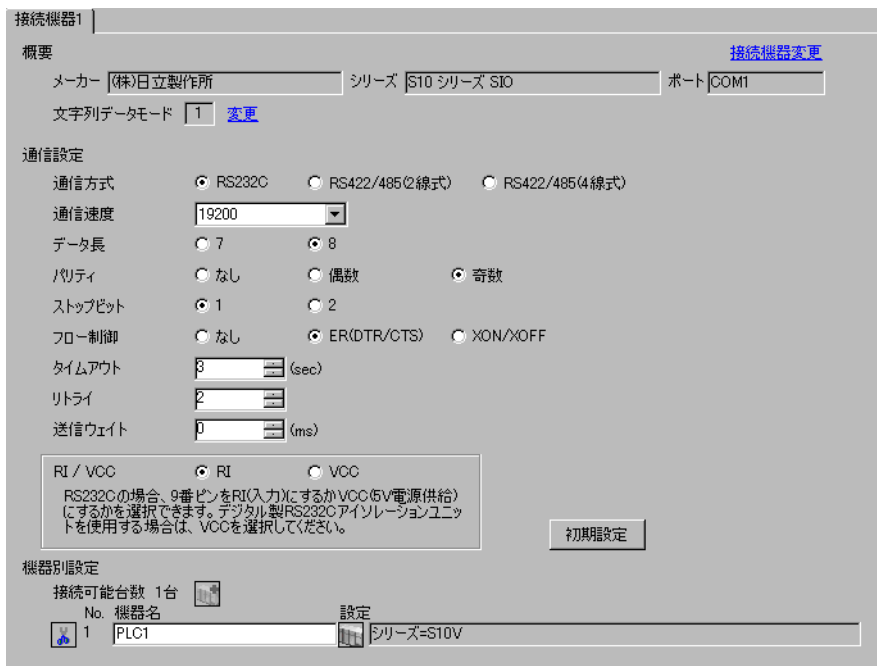 接続機器1
概要 接続機器変更
メーカー (株)日立製作所 シリーズ S10 シリーズ SIO ポート COM1
文字列データモード 1 変更
通信設定
通信方式 RS232C RS422/485(2線式) RS422/485(4線式)
通信速度 19200
データ長 7 8
パリティ なし 偶数 奇数
ストップビット 1 2
フロー制御 なし ER(DTR/CTS) XON/XOFF
タイムアウト 3 (sec)
リトライ 2
送信ウェイト 0 (ms)
RI / VCC RI VCC
RS232Cの場合、9番ピンをRI(入力)にするかVCC(5V電源供給)
にするかを選択できます。デジタル製RS232Cアイソレーションユニッ
トを使用する場合は、VCCを選択してください。
初期設定
機器別設定
接続可能台数 1台
No. 機器名 設定
1 PLC1 シリーズ=S10V